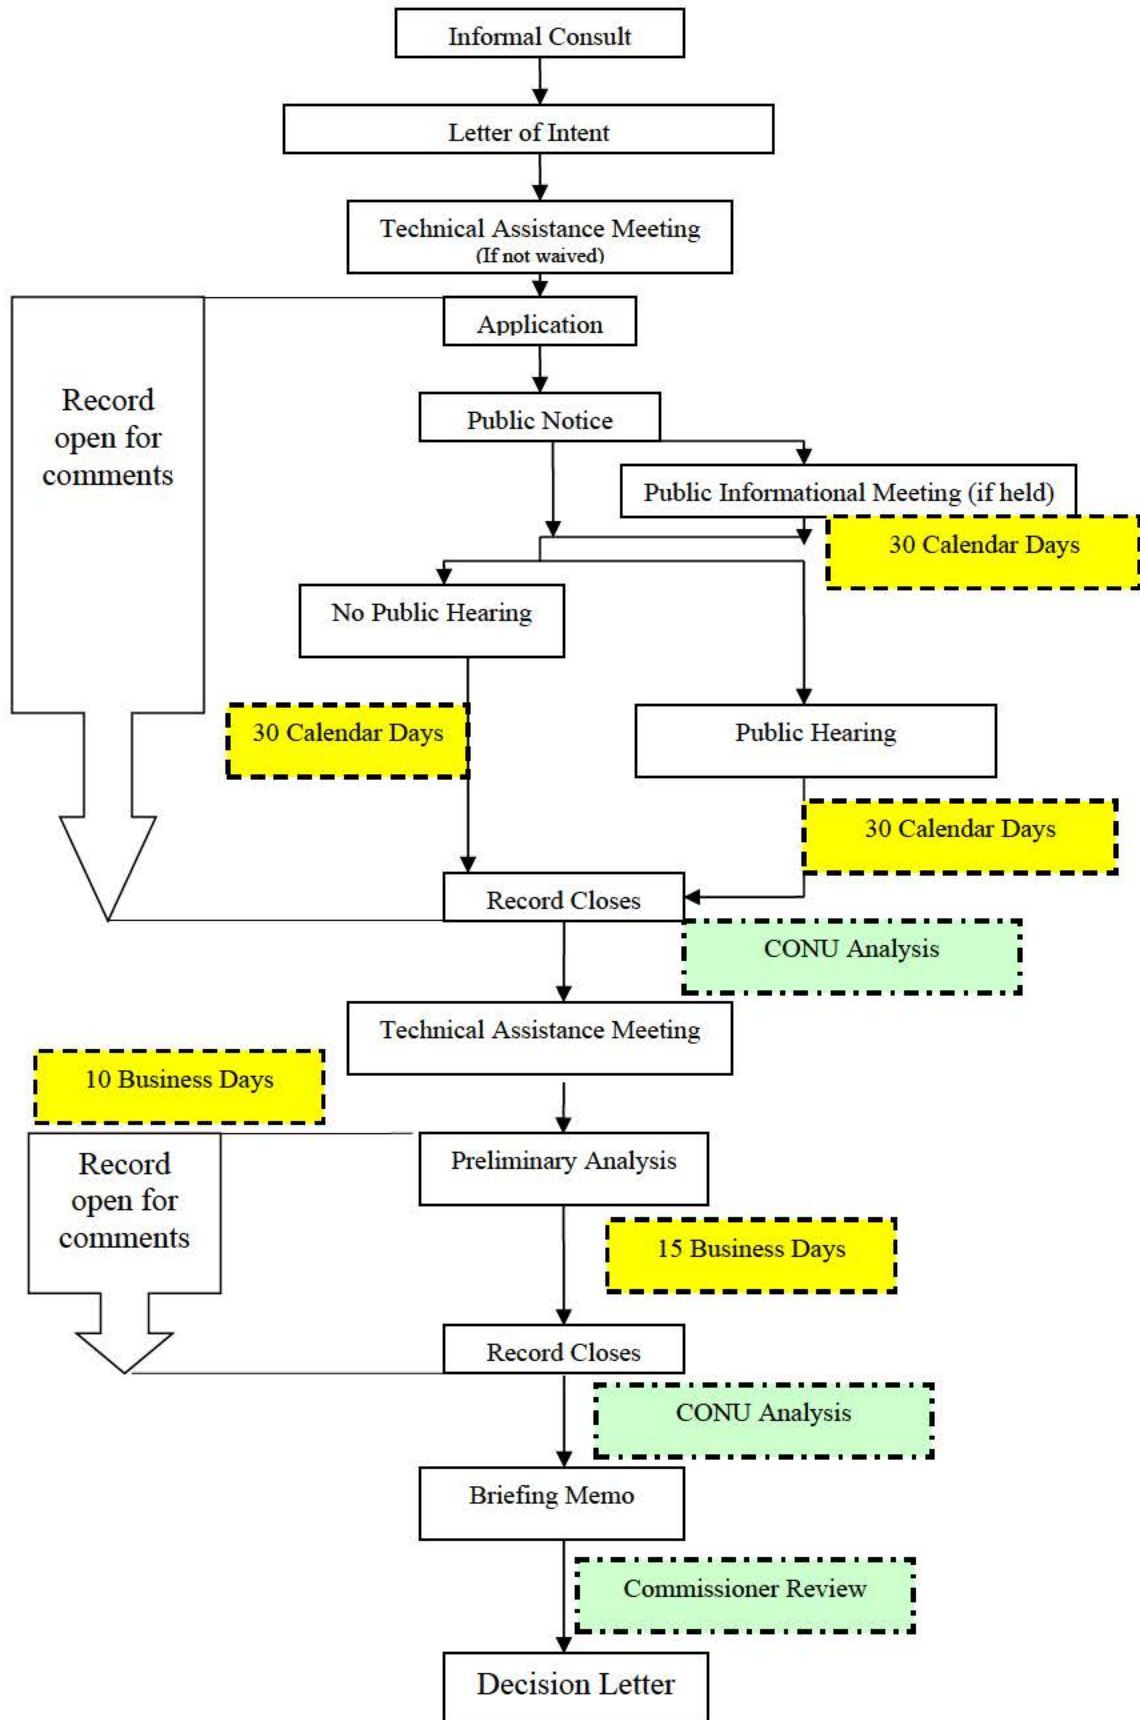 Informal Consult
Letter of Intent
Technical Assistance Meeting
(If not waived)
Application
Record
open for
comments
Public Notice
Public Informational Meeting (if held)
30 Calendar Days
No Public Hearing
30 Calendar Days
Public Hearing
30 Calendar Days
Record Closes
CONU Analysis
Technical Assistance Meeting
10 Business Days
Preliminary Analysis
Record
open for
comments
15 Business Days
Record Closes
CONU Analysis
Briefing Memo
Commissioner Review
Decision Letter